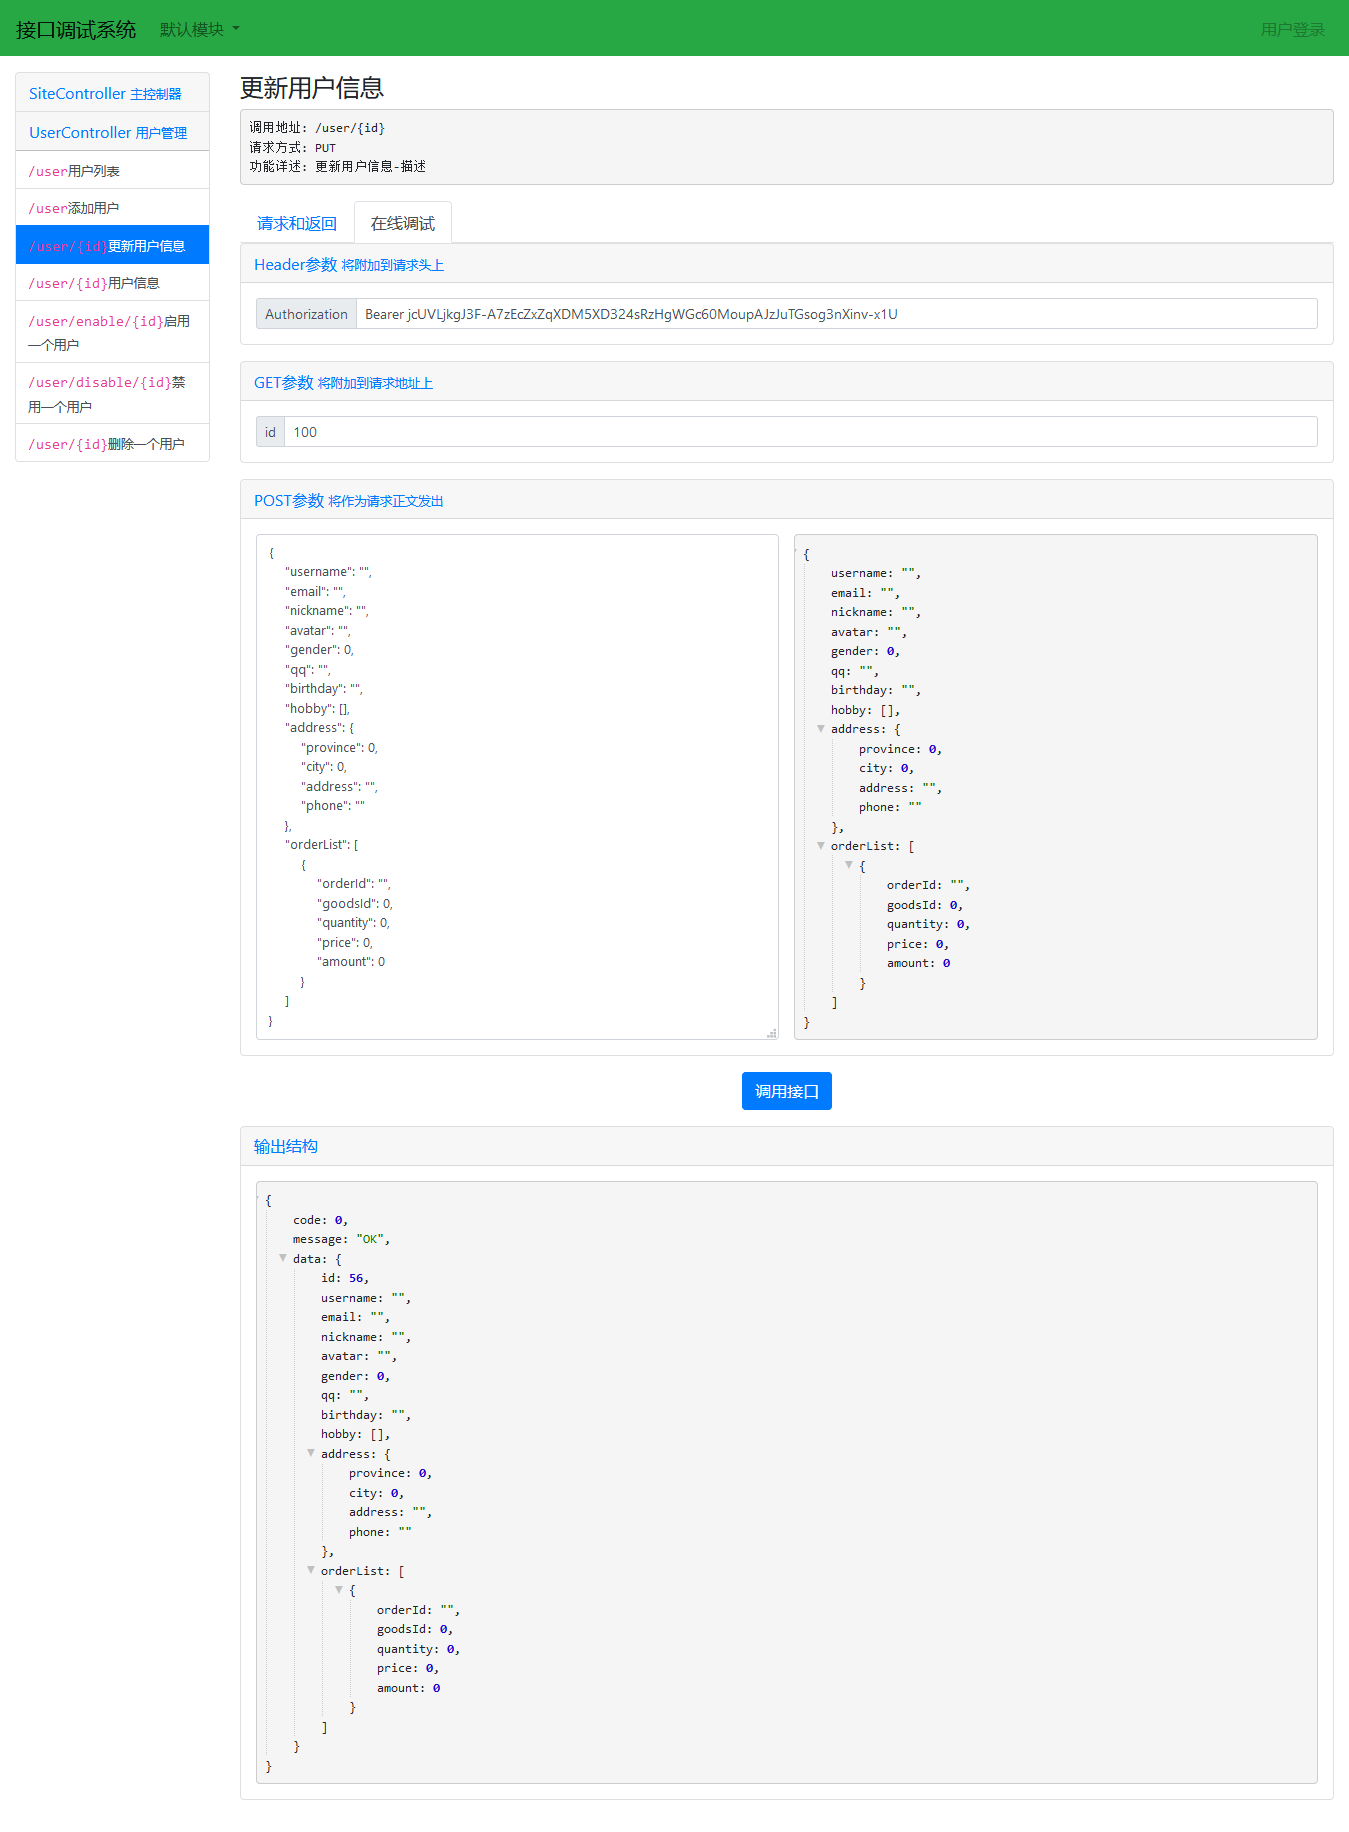 接口调试系统 默认模块 用户登录
SiteController 主控制器
UserController 用户管理
/user用户列表
/user添加用户
/user/{id}更新用户信息
/user/{id}用户信息
/user/enable/{id}启用
一个用户
/user/disable/{id}禁
用一个用户
/user/{id}删除一个用户
更新用户信息
调用地址: /user/{id}
请求方式: PUT
功能详述: 更新用户信息-描述
请求和返回 在线调试
Header参数 将附加到请求头上
Authorization Bearer jcUVLjkgJ3F-A7zEcZxZqXDM5XD324sRzHgWGc60MoupAJzJuTGsog3nXinv-x1U
GET参数 将附加到请求地址上
id 100
POST参数 将作为请求正文发出
{
"username": "",
"email": "",
"nickname": "",
"avatar": "",
"gender": 0,
"qq": "",
"birthday": "",
"hobby": [],
"address": {
"province": 0,
"city": 0,
"address": "",
"phone": ""
},
"orderList": [
{
"orderId": "",
"goodsId": 0,
"quantity": 0,
"price": 0,
"amount": 0
}
]
}
{
username: "",
email: "",
nickname: "",
avatar: "",
gender: 0,
qq: "",
birthday: "",
hobby: [],
address: {
province: 0,
city: 0,
address: "",
phone: ""
},
orderList: [
{
orderId: "",
goodsId: 0,
quantity: 0,
price: 0,
amount: 0
}
]
}
调用接口
输出结构
{
code: 0,
message: "OK",
data: {
id: 56,
username: "",
email: "",
nickname: "",
avatar: "",
gender: 0,
qq: "",
birthday: "",
hobby: [],
address: {
province: 0,
city: 0,
address: "",
phone: ""
},
orderList: [
{
orderId: "",
goodsId: 0,
quantity: 0,
price: 0,
amount: 0
}
]
}
}